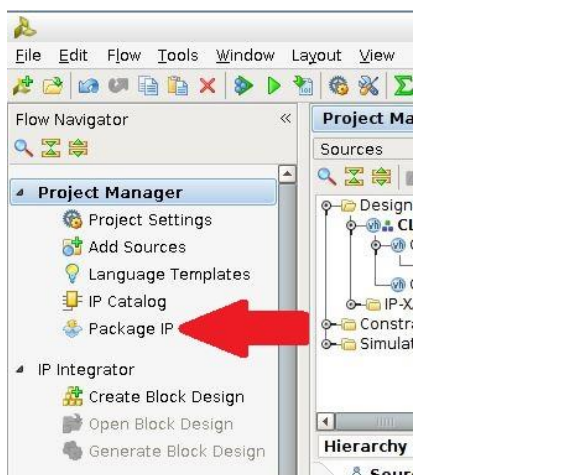 File Edit Flow Tools Window Layout View
Flow Navigator
Project Manager
Project Settings
Add Sources
Language Templates
IP Catalog
Package IP
IP Integrator
Create Block Design
Open Block Design
Generate Block Design
Project Ma
Sources
Design
CL
IP-X
Constra
Simulat
Hierarchy
Sour